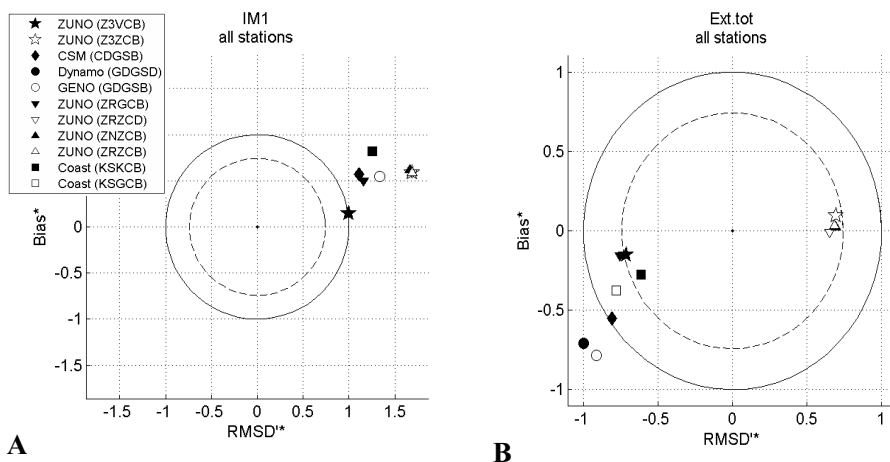 IM1
all stations
ZUNO (Z3VCB)
ZUNO (Z3ZCB)
CSM (CDGSB)
Dynamo (GDGSD)
GENO (GDGSB)
ZUNO (ZRGCB)
ZUNO (ZRZCD)
ZUNO (ZNZCB)
ZUNO (ZRZCB)
Coast (KSKCB)
Coast (KSGCB)
Bias*
0
-0.5
-1
-1.5
-1.5 -1 -0.5 0 0.5 1 1.5
RMSD'*
A
Ext.tot
all stations
Bias*
1
0.5
0
-0.5
-1
-1 -0.5 0 0.5 1
RMSD'*
B